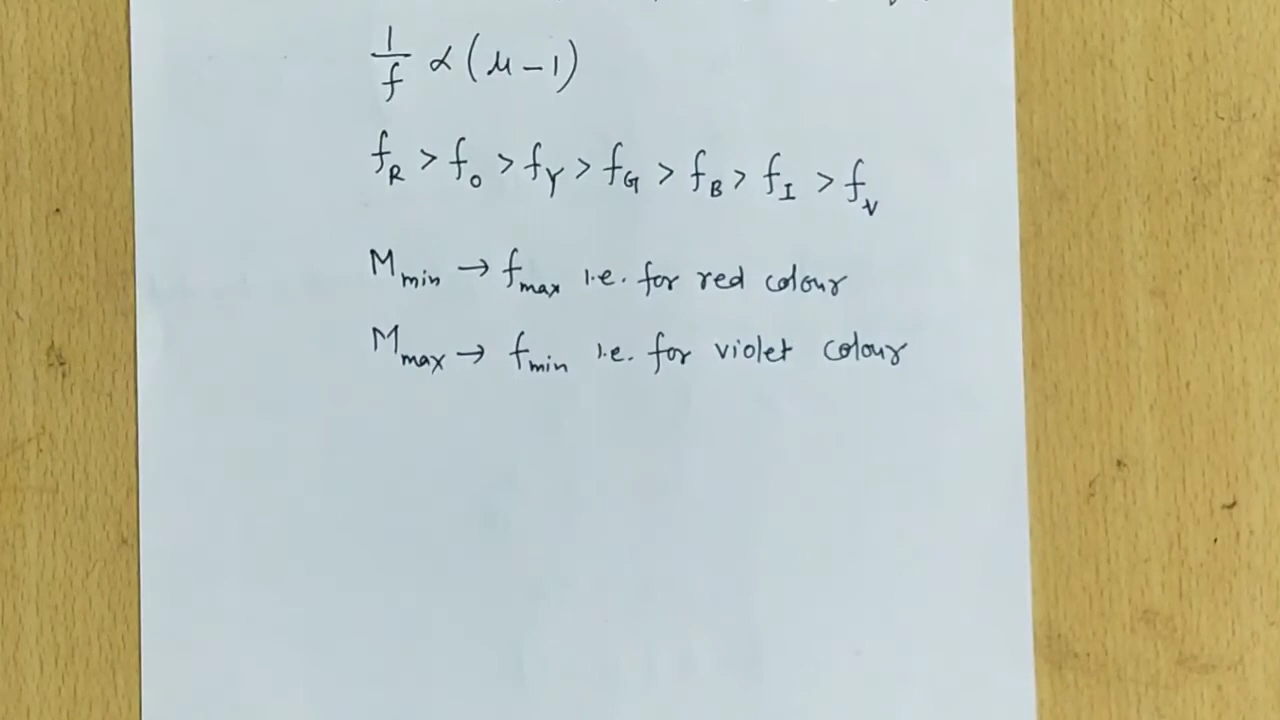 1/f ∝ (μ-1)
f_R > f_O > f_Y > f_G > f_B > f_I > f_V
M_min → f_max i.e. for red colour
M_max → f_min i.e. for violet colour